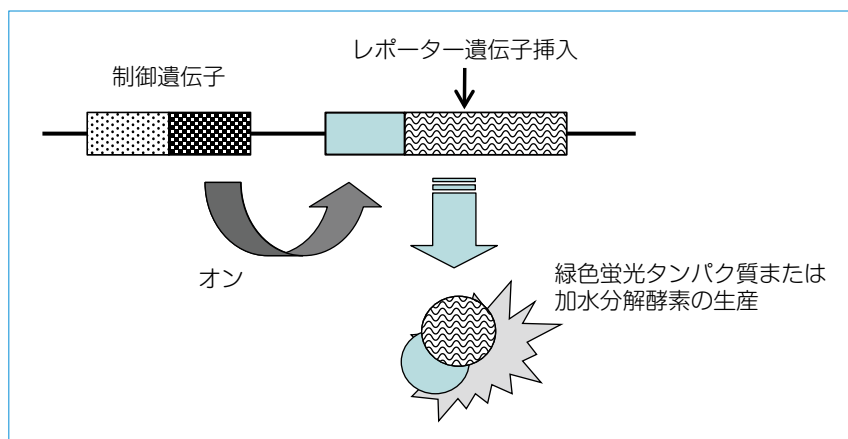 レポーター遺伝子挿入
制御遺伝子
オン
緑色蛍光タンパク質または
加水分解酵素の生産